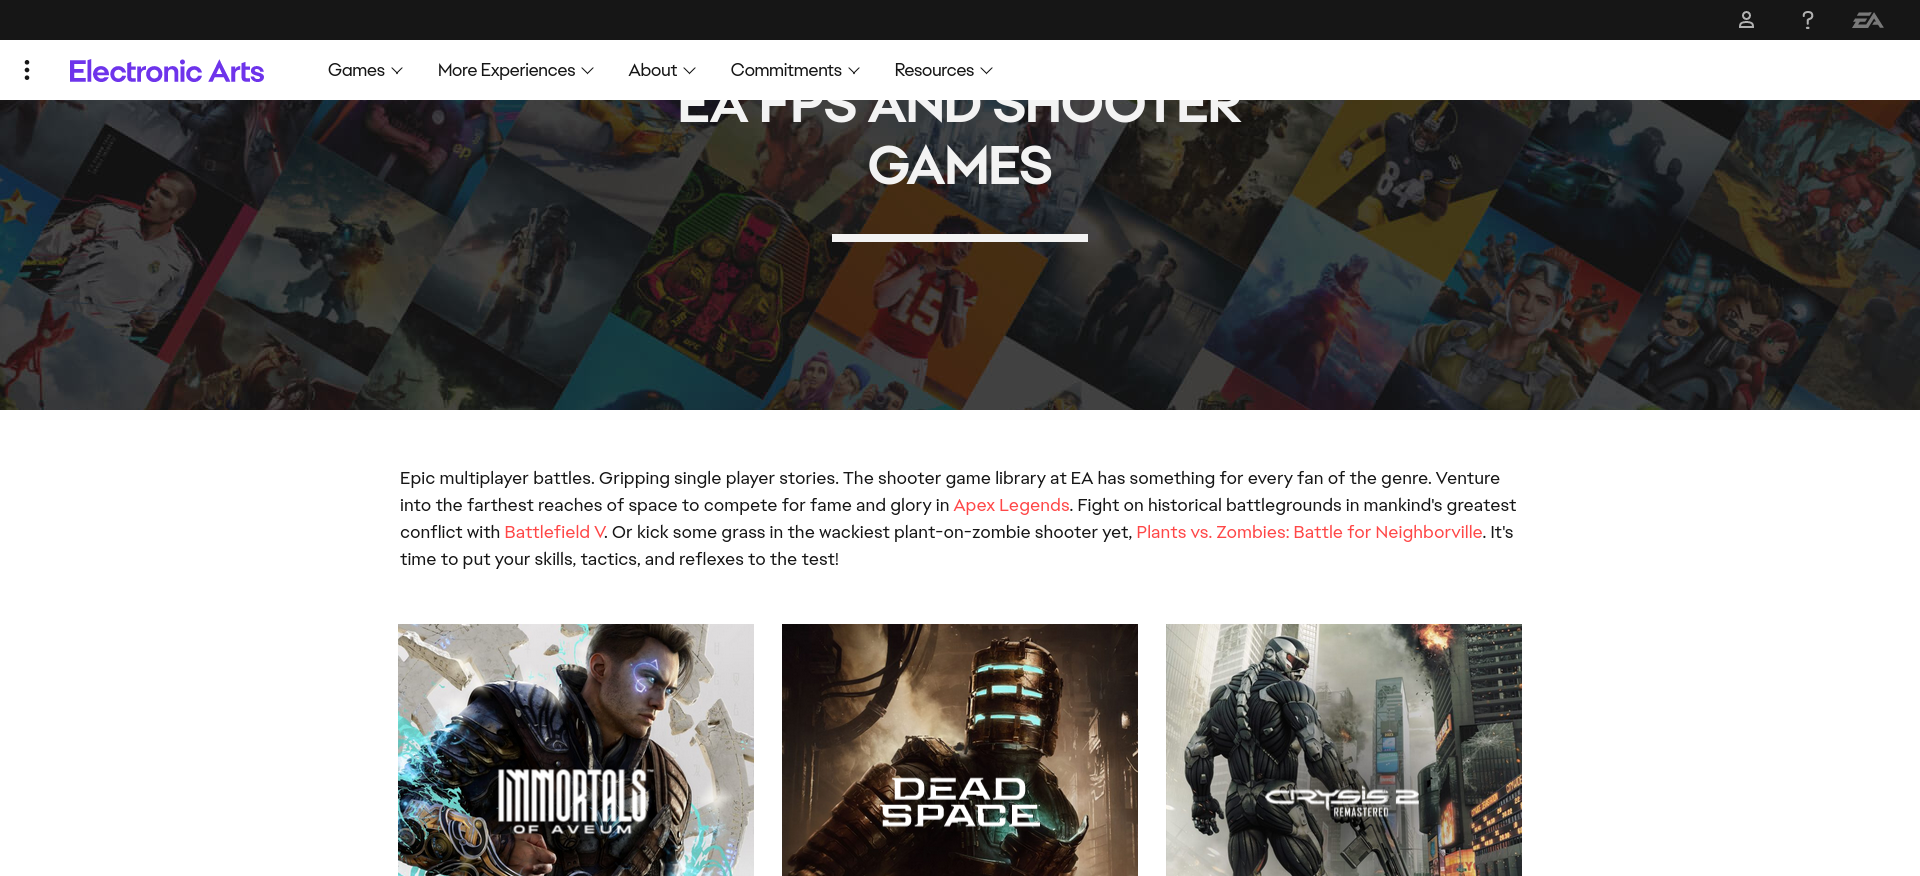 EA
Electronic Arts
Games
More Experiences
About
Commitments
Resources
EA FPS AND SHOOTER
GAMES
84
15
Epic multiplayer battles. Gripping single player stories. The shooter game library at EA has something for every fan of the genre. Venture
into the farthest reaches of space to compete for fame and glory in Apex Legends. Fight on historical battlegrounds in mankind's greatest
conflict with Battlefield V. Or kick some grass in the wackiest plant-on-zombie shooter yet, Plants vs. Zombies: Battle for Neighborville. It's
time to put your skills, tactics, and reflexes to the test!
IMMORTALS™
OF AVEUM
DEAD
SPACE
CRYSIS 2
REMASTERED